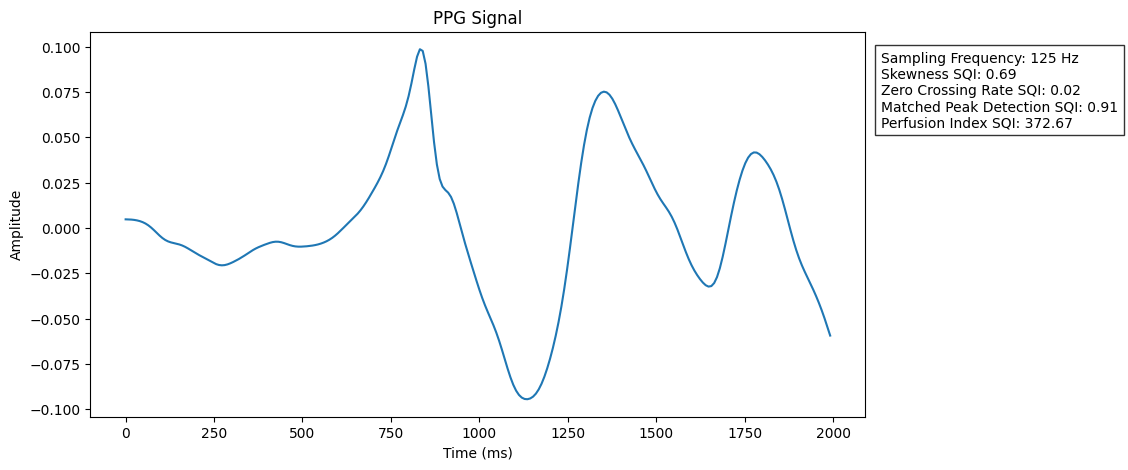 PPG Signal
Sampling Frequency: 125 Hz
Skewness SQI: 0.69
Zero Crossing Rate SQI: 0.02
Matched Peak Detection SQI: 0.91
Perfusion Index SQI: 372.67
Amplitude
0.100
0.075
0.050
0.025
0.000
−0.025
−0.050
−0.075
−0.100
0 250 500 750 1000 1250 1500 1750 2000
Time (ms)